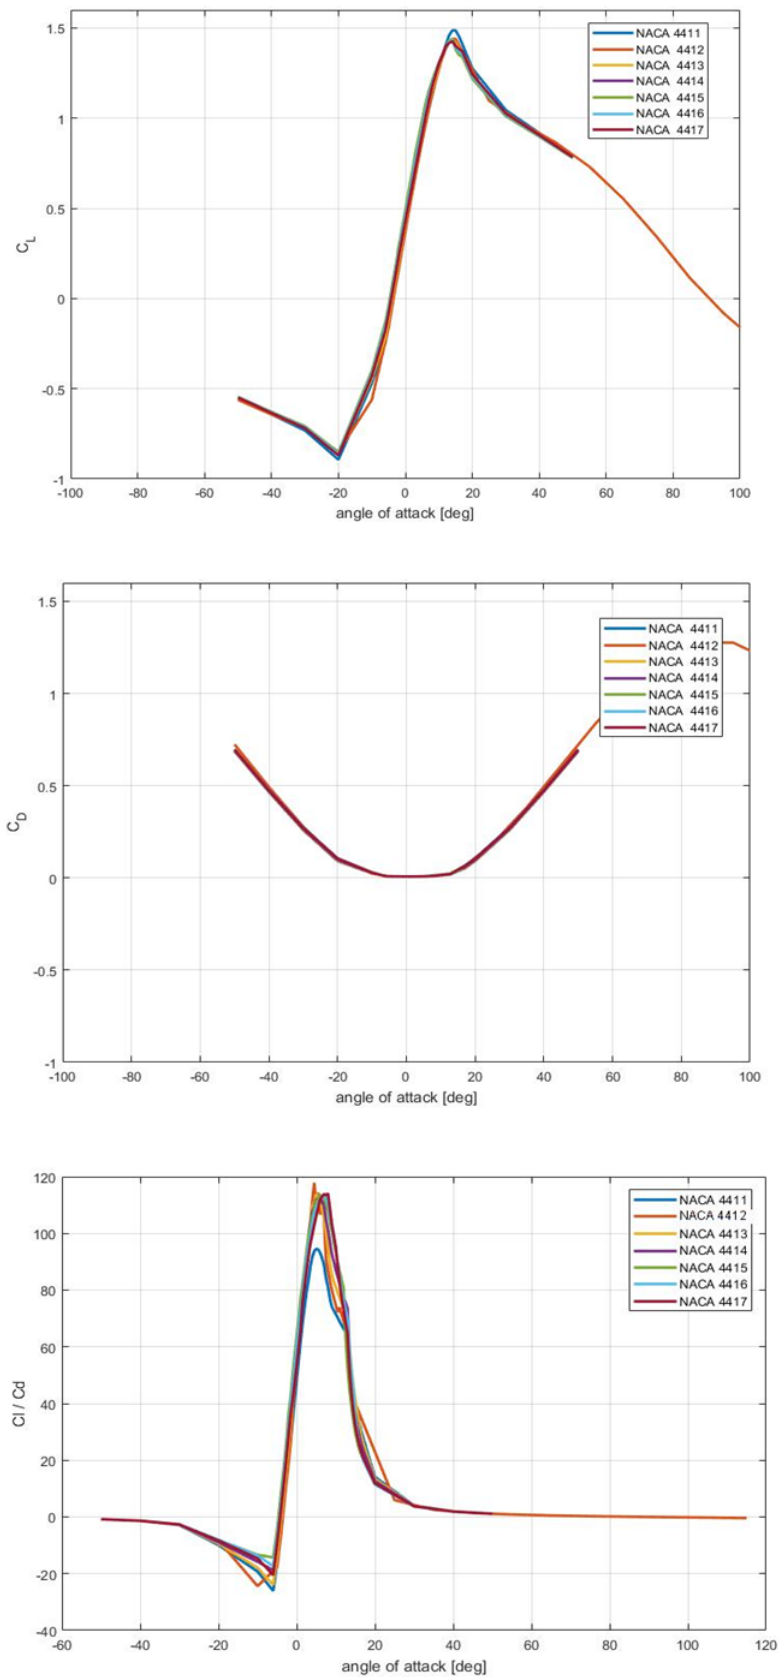 1.5
1
0.5
0
-0.5
-1
C_L
-100 -80 -60 -40 -20 0 20 40 60 80 100
angle of attack [deg]
NACA 4411
NACA 4412
NACA 4413
NACA 4414
NACA 4415
NACA 4416
NACA 4417
1.5
1
0.5
0
-0.5
-1
C_D
-100 -80 -60 -40 -20 0 20 40 60 80 100
angle of attack [deg]
NACA 4411
NACA 4412
NACA 4413
NACA 4414
NACA 4415
NACA 4416
NACA 4417
120
100
80
60
40
20
0
-20
-40
Cl / Cd
-60 -40 -20 0 20 40 60 80 100 120
angle of attack [deg]
NACA 4411
NACA 4412
NACA 4413
NACA 4414
NACA 4415
NACA 4416
NACA 4417